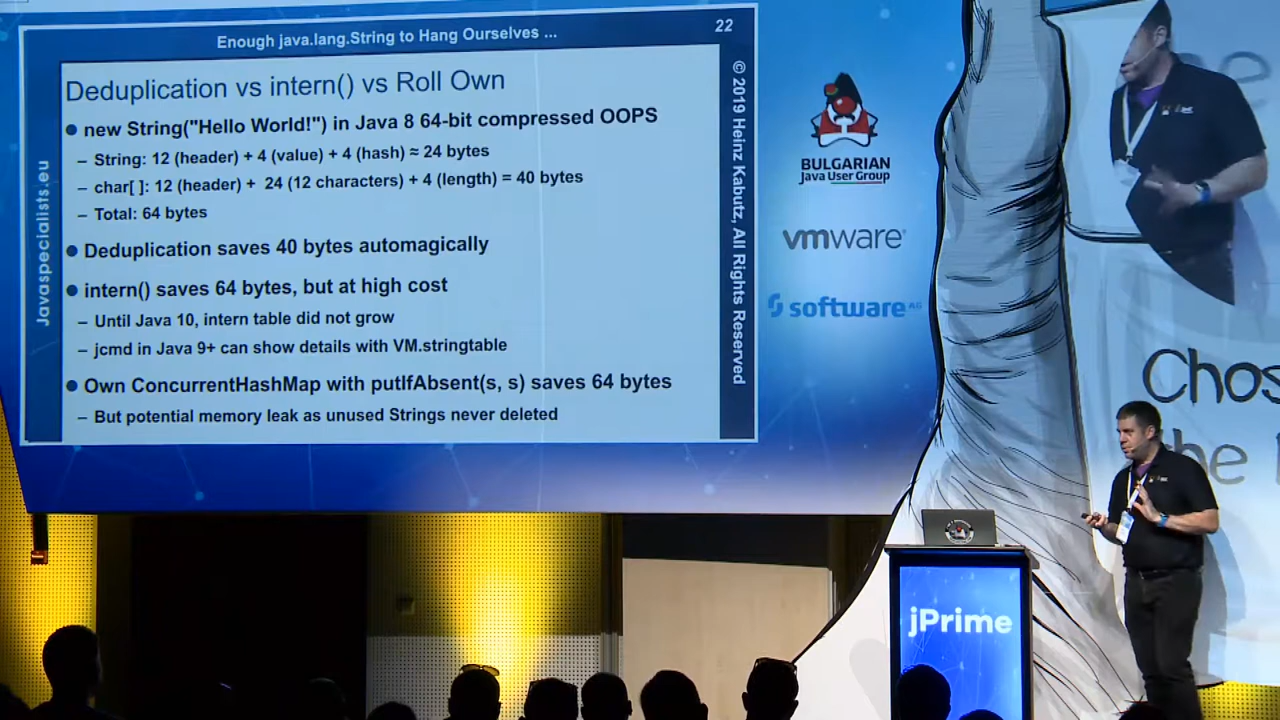 Enough java.lang.String to Hang Ourselves ...
22
Deduplication vs intern() vs Roll Own
● new String("Hello World!") in Java 8 64-bit compressed OOPS
– String: 12 (header) + 4 (value) + 4 (hash) ≈ 24 bytes
– char[ ]: 12 (header) + 24 (12 characters) + 4 (length) = 40 bytes
– Total: 64 bytes
● Deduplication saves 40 bytes automagically
● intern() saves 64 bytes, but at high cost
– Until Java 10, intern table did not grow
– jcmd in Java 9+ can show details with VM.stringtable
● Own ConcurrentHashMap with putIfAbsent(s, s) saves 64 bytes
– But potential memory leak as unused Strings never deleted
Javaspecialists.eu
© 2019 Heinz Kabutz, All Rights Reserved
BULGARIAN
Java User Group
vmware®
software AG
Chos
he
jPrime